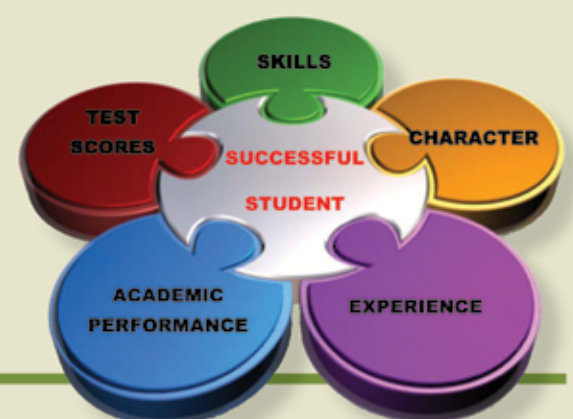 SKILLS
TEST
SCORES
CHARACTER
SUCCESSFUL
STUDENT
ACADEMIC
PERFORMANCE
EXPERIENCE